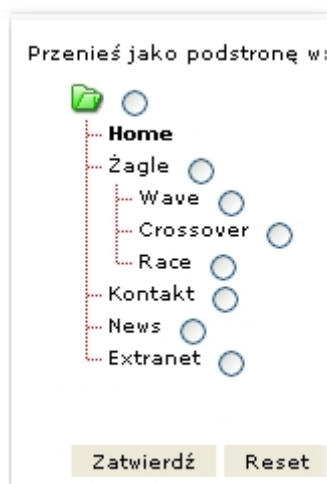 Przenieś jako podstronę w:
Home
Żagle
Wave
Crossover
Race
Kontakt
News
Extranet
Zatwierdź Reset